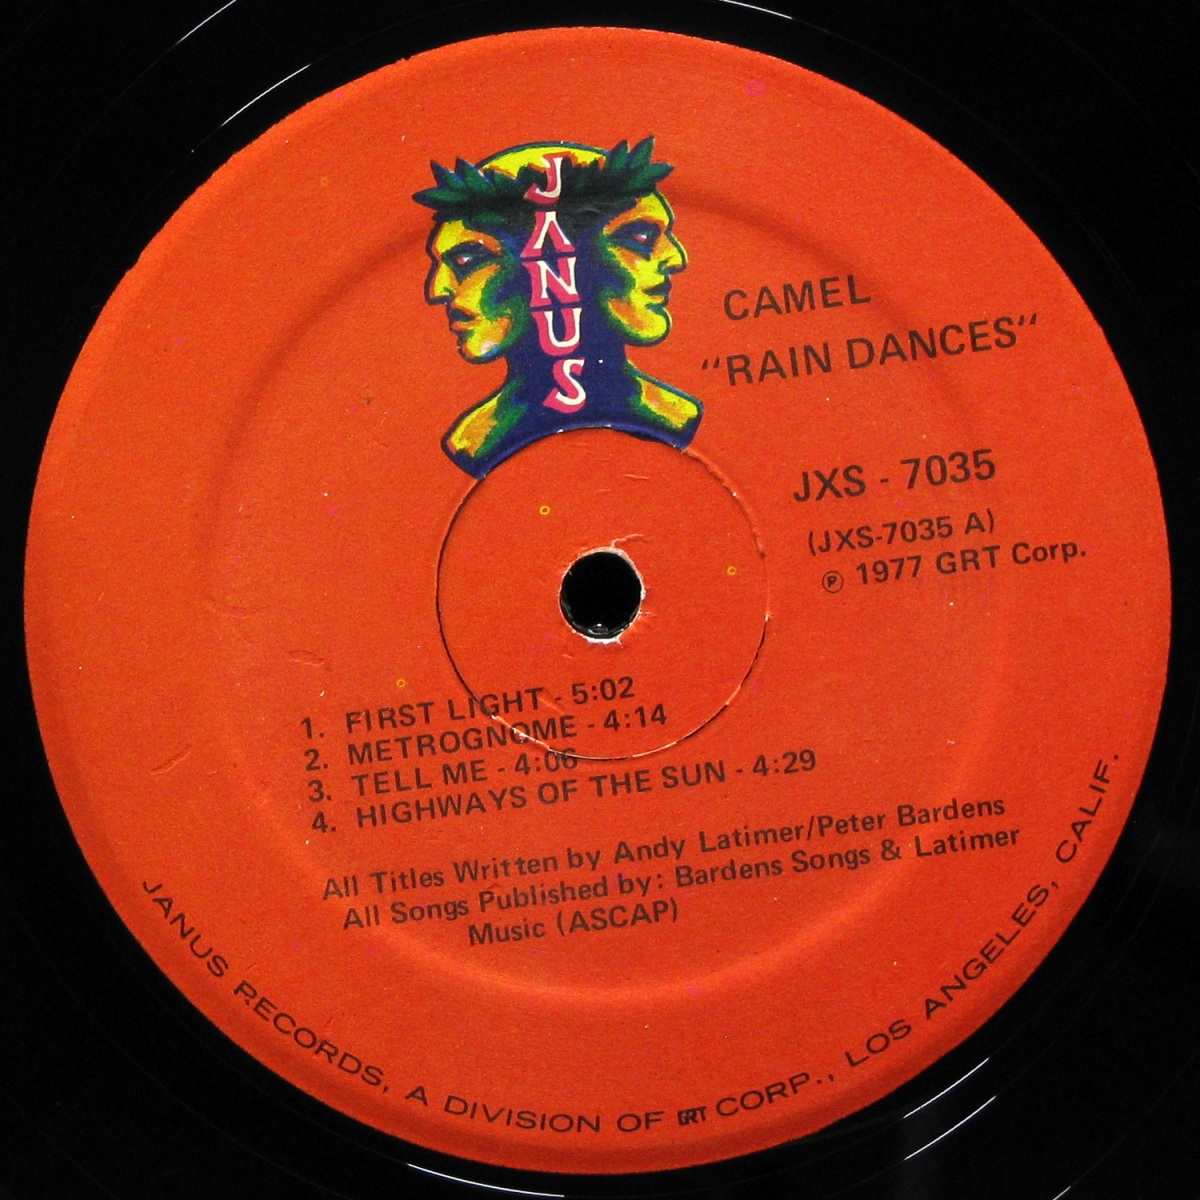 JANUS
CAMEL
"RAIN DANCES"
JXS - 7035
(JXS-7035 A)
℗ 1977 GRT Corp.
1. FIRST LIGHT - 5:02
2. METROGNOME - 4:14
3. TELL ME - 4:06
4. HIGHWAYS OF THE SUN - 4:29
All Titles Written by Andy Latimer/Peter Bardens
All Songs Published by: Bardens Songs & Latimer
Music (ASCAP)
JANUS RECORDS, A DIVISION OF GRT CORP., LOS ANGELES, CALIF.